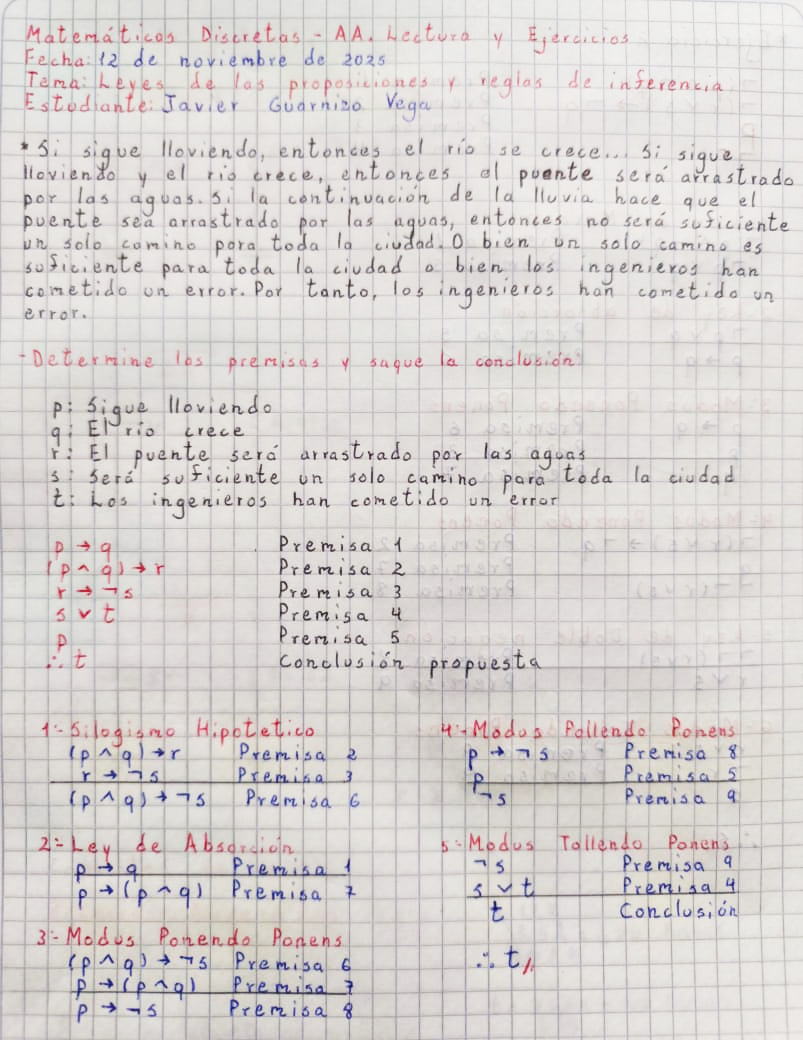 Matemáticas Discretas - AA. Lectura y Ejercicios
Fecha: 12 de noviembre de 2025
Tema: Leyes de las proposiciones y reglas de inferencia
Estudiante: Javier Guarnizo Vega
* Si sigue lloviendo, entonces el río se crece... Si sigue
lloviendo y el río crece, entonces el puente será arrastrado
por las aguas. Si la continuación de la lluvia hace que el
puente sea arrastrado por las aguas, entonces no será suficiente
un solo camino para toda la ciudad. O bien un solo camino es
suficiente para toda la ciudad o bien los ingenieros han
cometido un error. Por tanto, los ingenieros han cometido un
error.
- Determine las premisas y saque la conclusión:
p: Sigue lloviendo
q: El río crece
r: El puente será arrastrado por las aguas
s: Será suficiente un solo camino para toda la ciudad
t: Los ingenieros han cometido un error
p → q Premisa 1
(p ∧ q) → r Premisa 2
r → ¬s Premisa 3
s ∨ t Premisa 4
p Premisa 5
∴ t Conclusión propuesta
1:- Silogismo Hipotetico
(p ∧ q) → r Premisa 2
r → ¬s Premisa 3
(p ∧ q) → ¬s Premisa 6
2:- Ley de Absorción
p → q Premisa 1
p → (p ∧ q) Premisa 7
3:- Modus Ponendo Ponens
(p ∧ q) → ¬s Premisa 6
p → (p ∧ q) Premisa 7
p → ¬s Premisa 8
4:- Modus Pollendo Ponens
p → ¬s Premisa 8
p Premisa 5
¬s Premisa 9
5:- Modus Tollendo Ponens
¬s Premisa 9
s ∨ t Premisa 4
t Conclusión
∴ t //